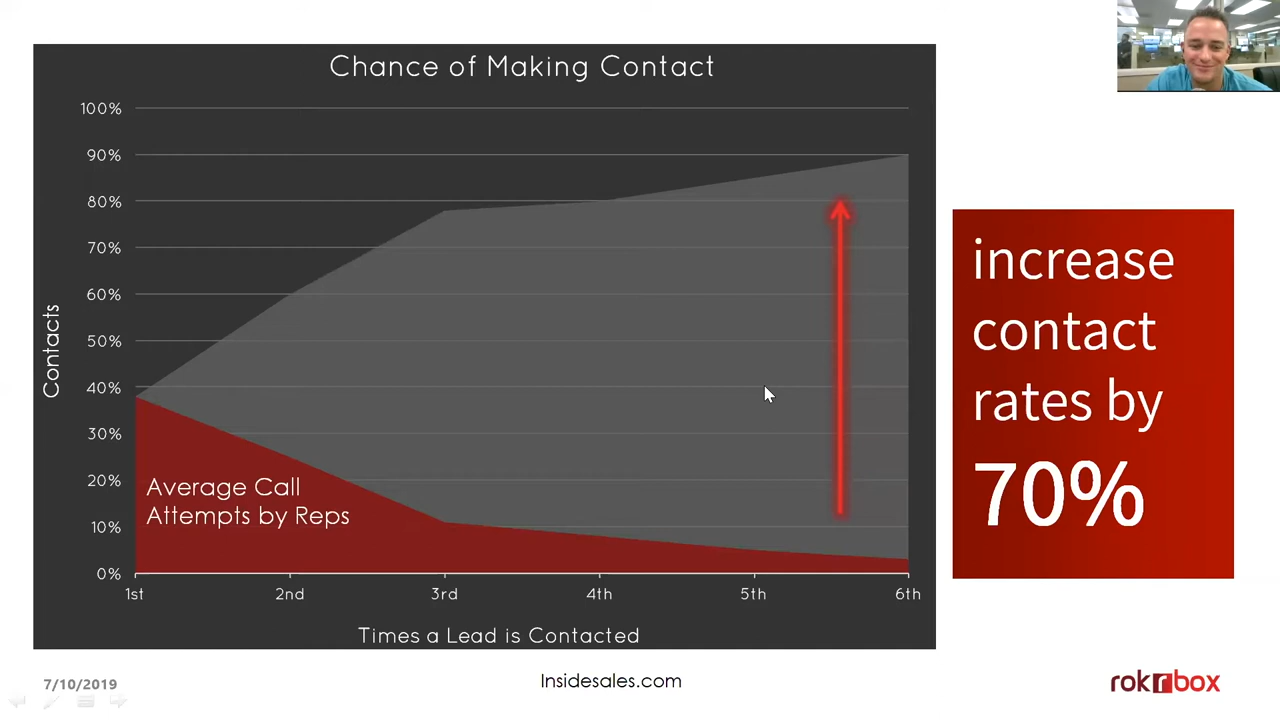 Chance of Making Contact
100%
90%
80%
70%
60%
50%
40%
30%
20%
10%
0%
Contacts
Average Call
Attempts by Reps
1st
2nd
3rd
4th
5th
6th
Times a Lead is Contacted
increase
contact
rates by
70%
7/10/2019
Insidesales.com
rokrbox